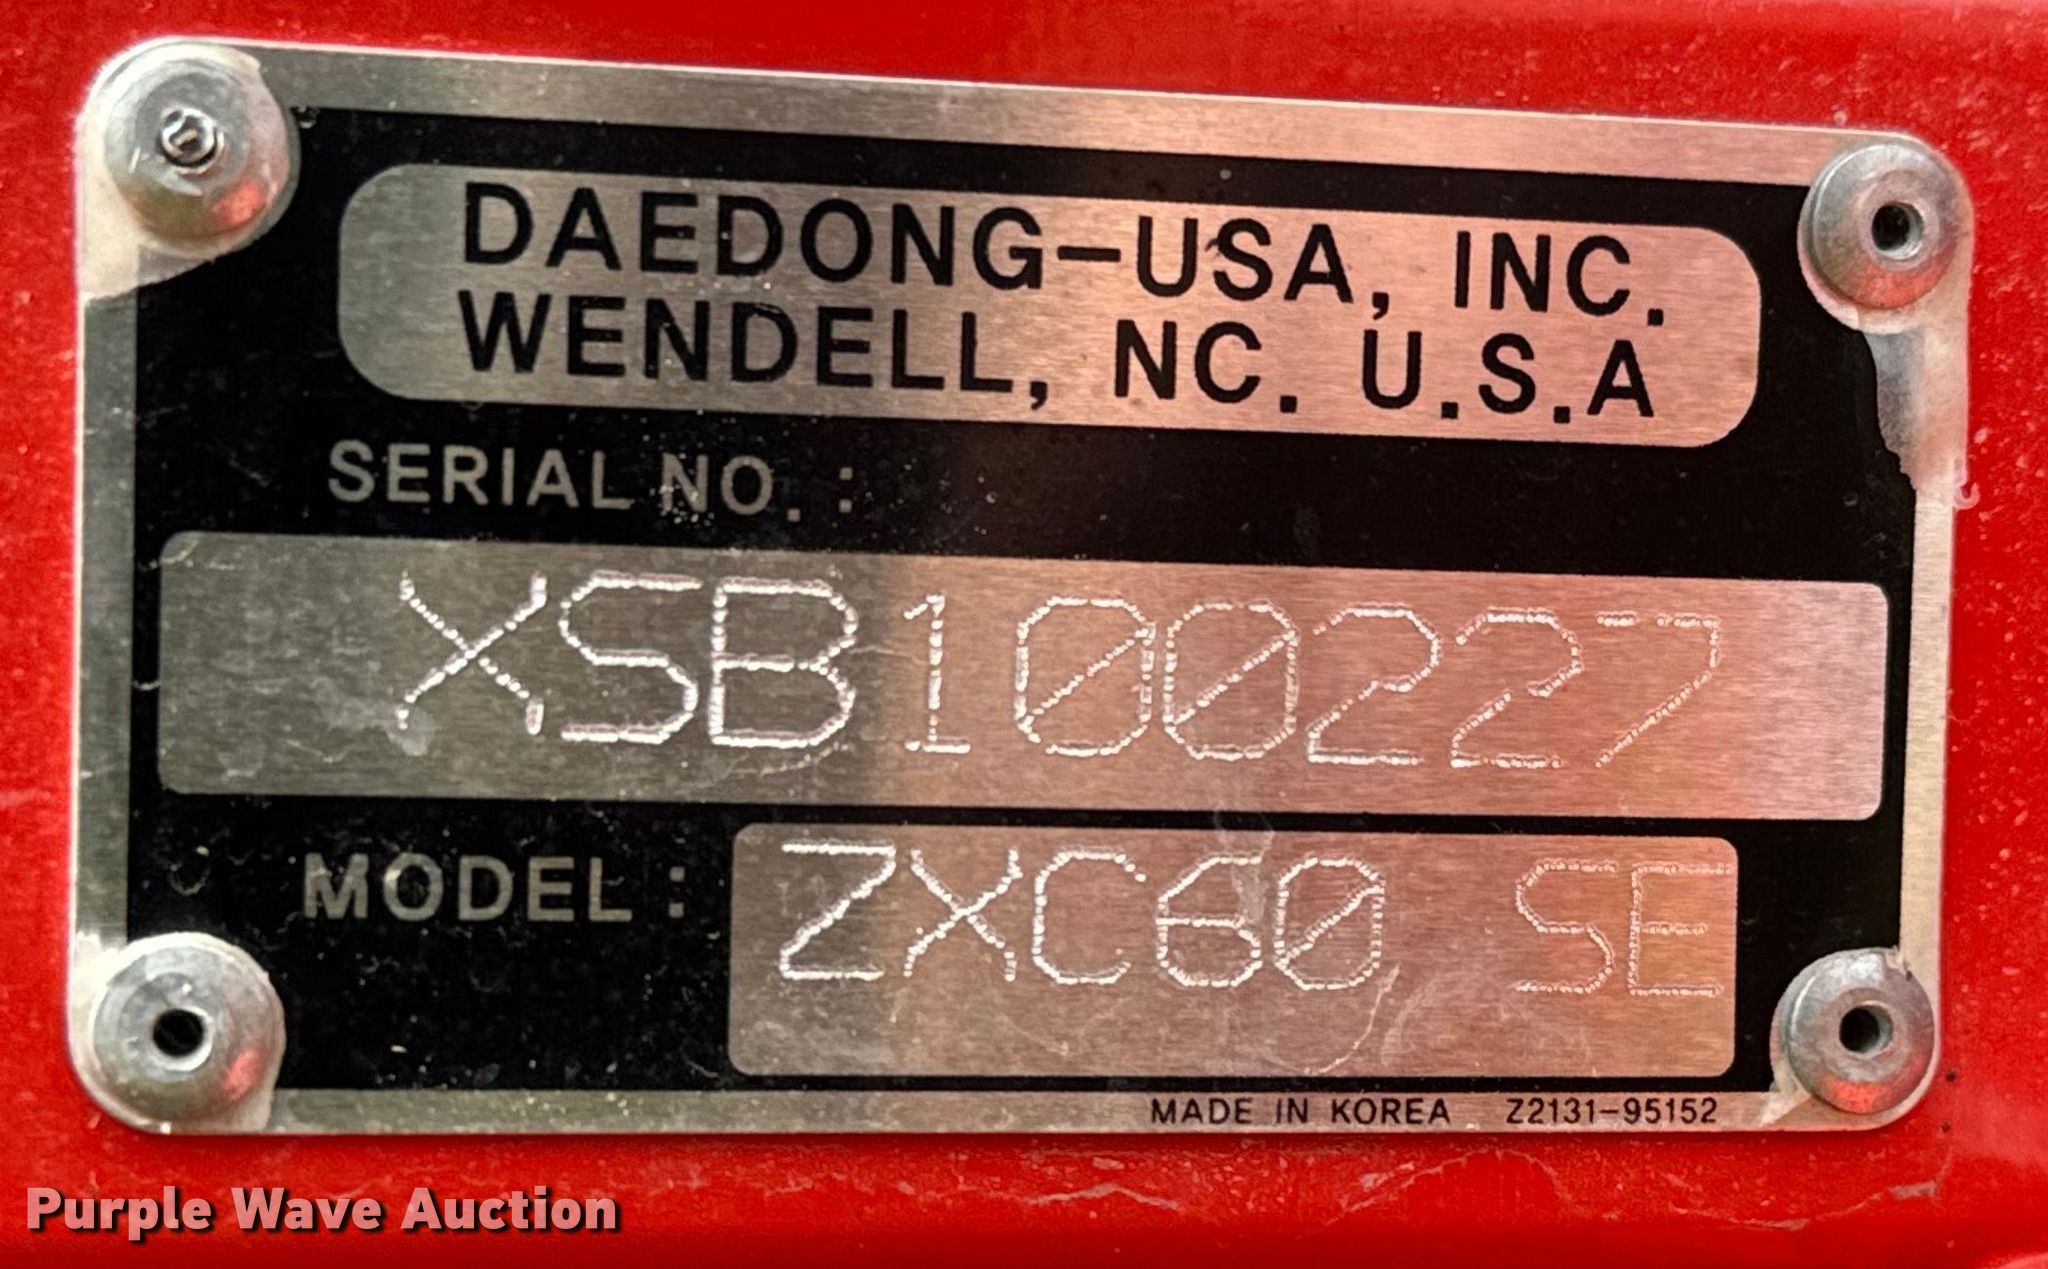 DAEDONG-USA, INC.
WENDELL, NC. U.S.A
SERIAL NO. :
XSB100227
MODEL : ZXC60 SE
MADE IN KOREA Z2131-95152
Purple Wave Auction